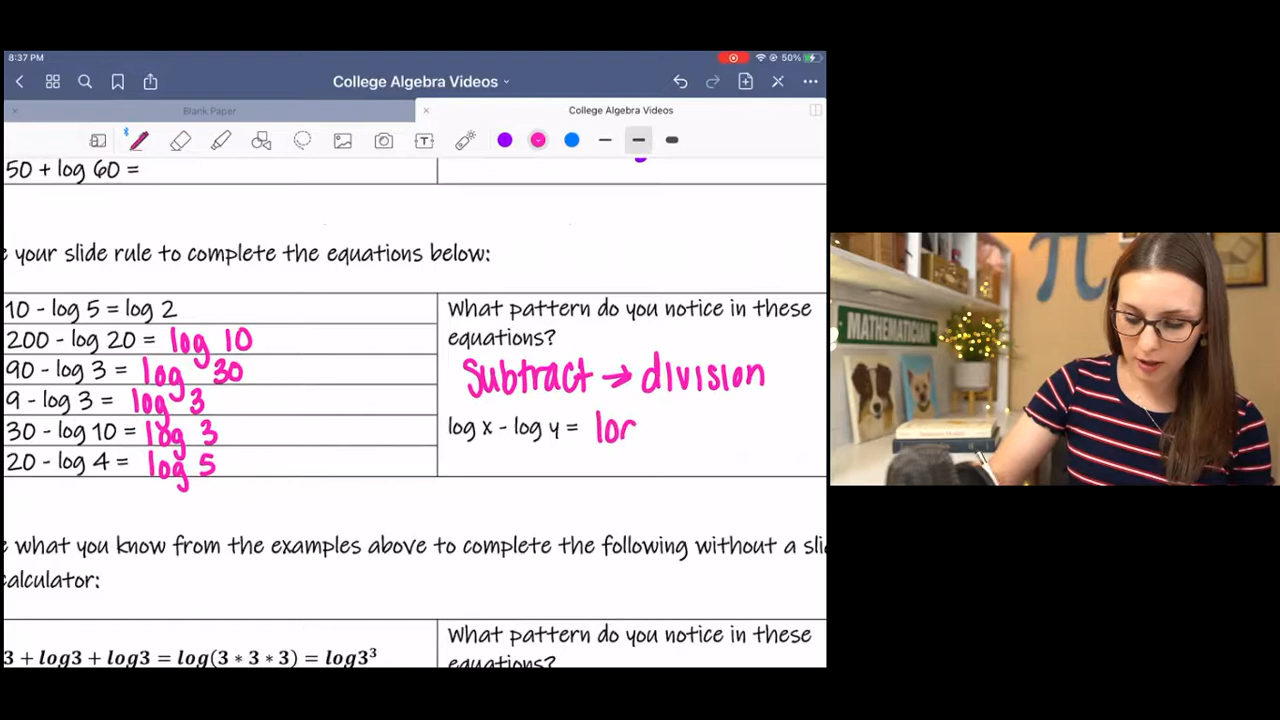 8:37 PM
50%
College Algebra Videos
Blank Paper
College Algebra Videos
50 + log 60 =
e your slide rule to complete the equations below:
10 - log 5 = log 2
200 - log 20 = log 10
90 - log 3 = log 30
9 - log 3 = log 3
30 - log 10 = log 3
20 - log 4 = log 5
What pattern do you notice in these
equations?
Subtract → division
log x - log y = lor
MATHEMATICIAN
e what you know from the examples above to complete the following without a slid
calculator:
3 + log3 + log3 = log(3 * 3 * 3) = log3³
What pattern do you notice in these
equations?